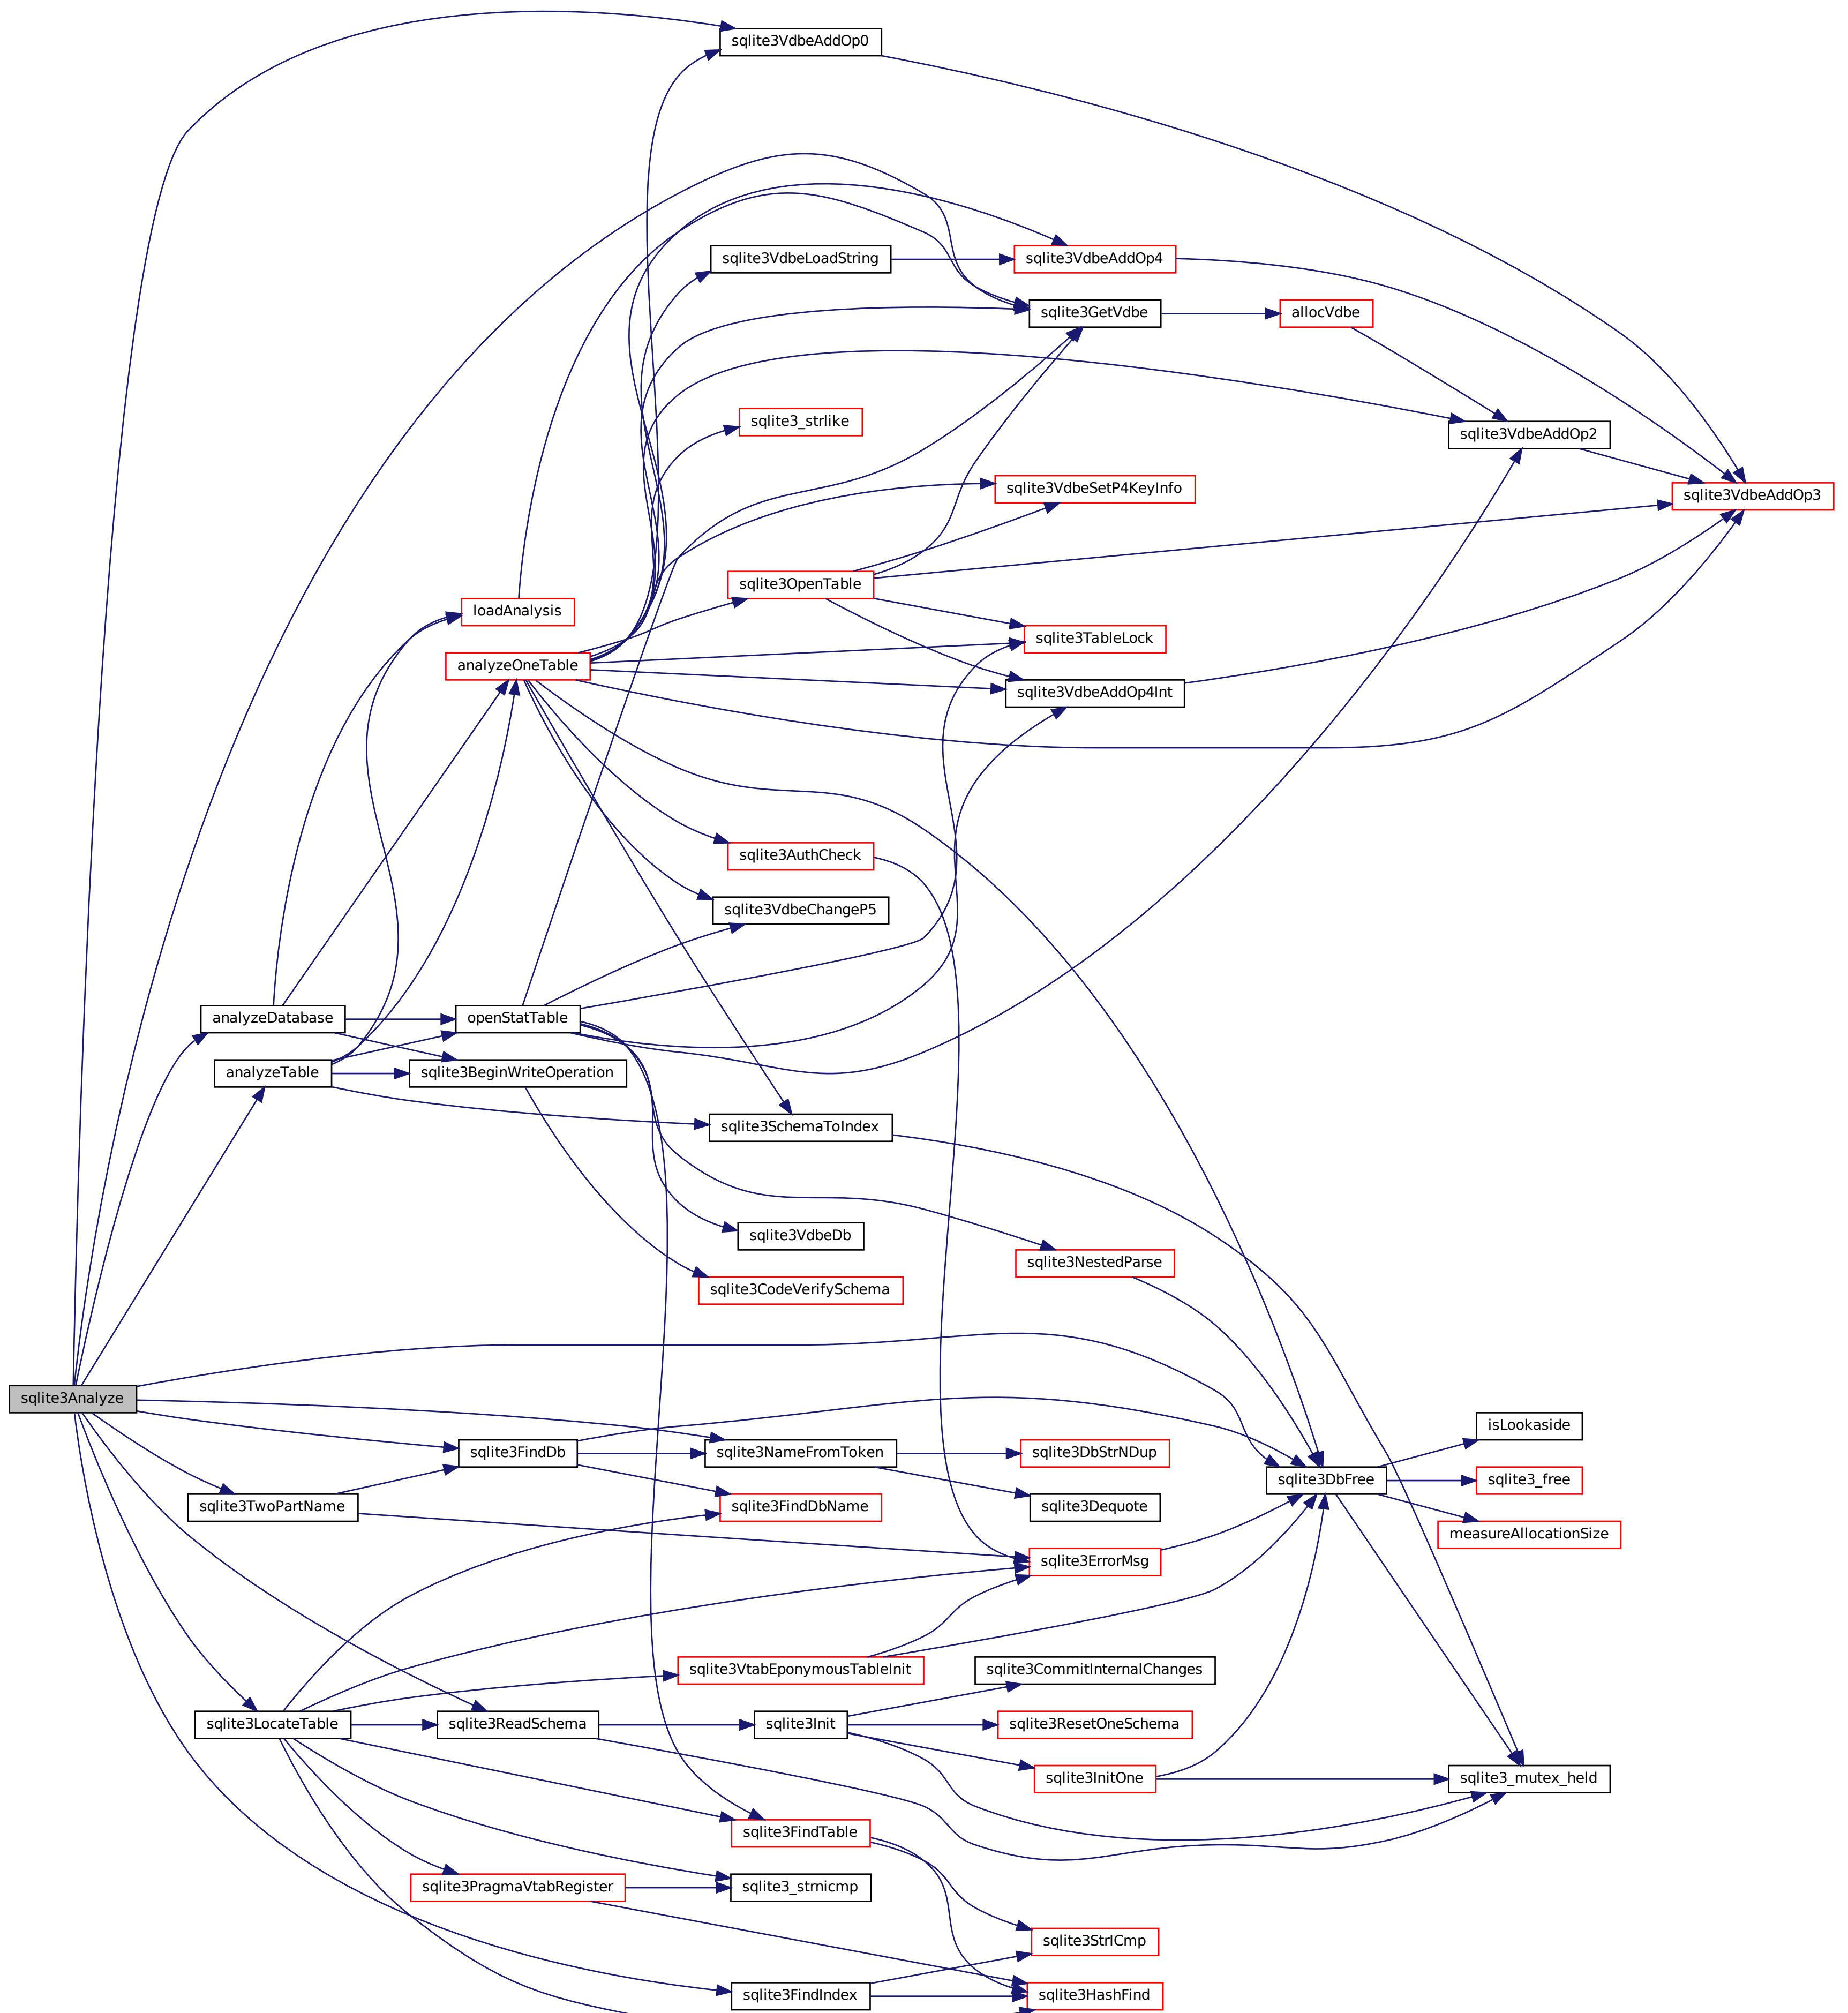 sqlite3VdbeAddOp0
sqlite3VdbeLoadString
sqlite3VdbeAddOp4
sqlite3GetVdbe
allocVdbe
sqlite3_strlike
sqlite3VdbeAddOp2
sqlite3VdbeSetP4KeyInfo
sqlite3VdbeAddOp3
sqlite3OpenTable
loadAnalysis
sqlite3TableLock
analyzeOneTable
sqlite3VdbeAddOp4Int
sqlite3AuthCheck
sqlite3VdbeChangeP5
analyzeDatabase
openStatTable
analyzeTable
sqlite3BeginWriteOperation
sqlite3SchemaToIndex
sqlite3VdbeDb
sqlite3NestedParse
sqlite3CodeVerifySchema
sqlite3Analyze
isLookaside
sqlite3FindDb
sqlite3NameFromToken
sqlite3DbStrNDup
sqlite3DbFree
sqlite3_free
sqlite3TwoPartName
sqlite3FindDbName
sqlite3Dequote
measureAllocationSize
sqlite3ErrorMsg
sqlite3VtabEponymousTableInit
sqlite3CommitInternalChanges
sqlite3LocateTable
sqlite3ReadSchema
sqlite3Init
sqlite3ResetOneSchema
sqlite3InitOne
sqlite3_mutex_held
sqlite3FindTable
sqlite3PragmaVtabRegister
sqlite3_strnicmp
sqlite3StrICmp
sqlite3FindIndex
sqlite3HashFind